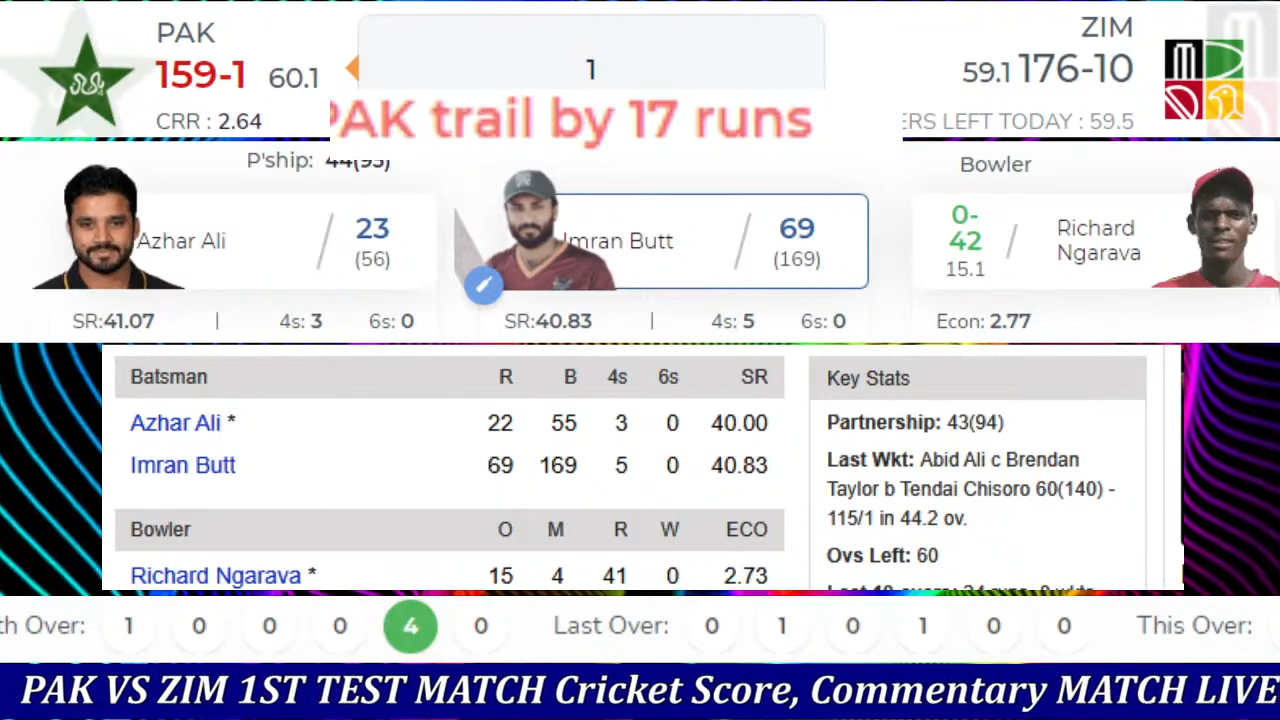 PAK
159-1 60.1
CRR : 2.64
1
PAK trail by 17 runs
ZIM
59.1 176-10
ERS LEFT TODAY : 59.5
P'ship: 44(95)
Azhar Ali
23
(56)
SR:41.07 | 4s: 3 6s: 0
Imran Butt
69
(169)
SR:40.83 | 4s: 5 6s: 0
Bowler
0-
42
15.1
Richard
Ngarava
Econ: 2.77
Batsman R B 4s 6s SR
Azhar Ali * 22 55 3 0 40.00
Imran Butt 69 169 5 0 40.83
Bowler O M R W ECO
Richard Ngarava * 15 4 41 0 2.73
Key Stats
Partnership: 43(94)
Last Wkt: Abid Ali c Brendan
Taylor b Tendai Chisoro 60(140) -
115/1 in 44.2 ov.
Ovs Left: 60
th Over: 1 0 0 0 4 0 Last Over: 0 1 0 1 0 0 This Over:
PAK VS ZIM 1ST TEST MATCH Cricket Score, Commentary MATCH LIVE